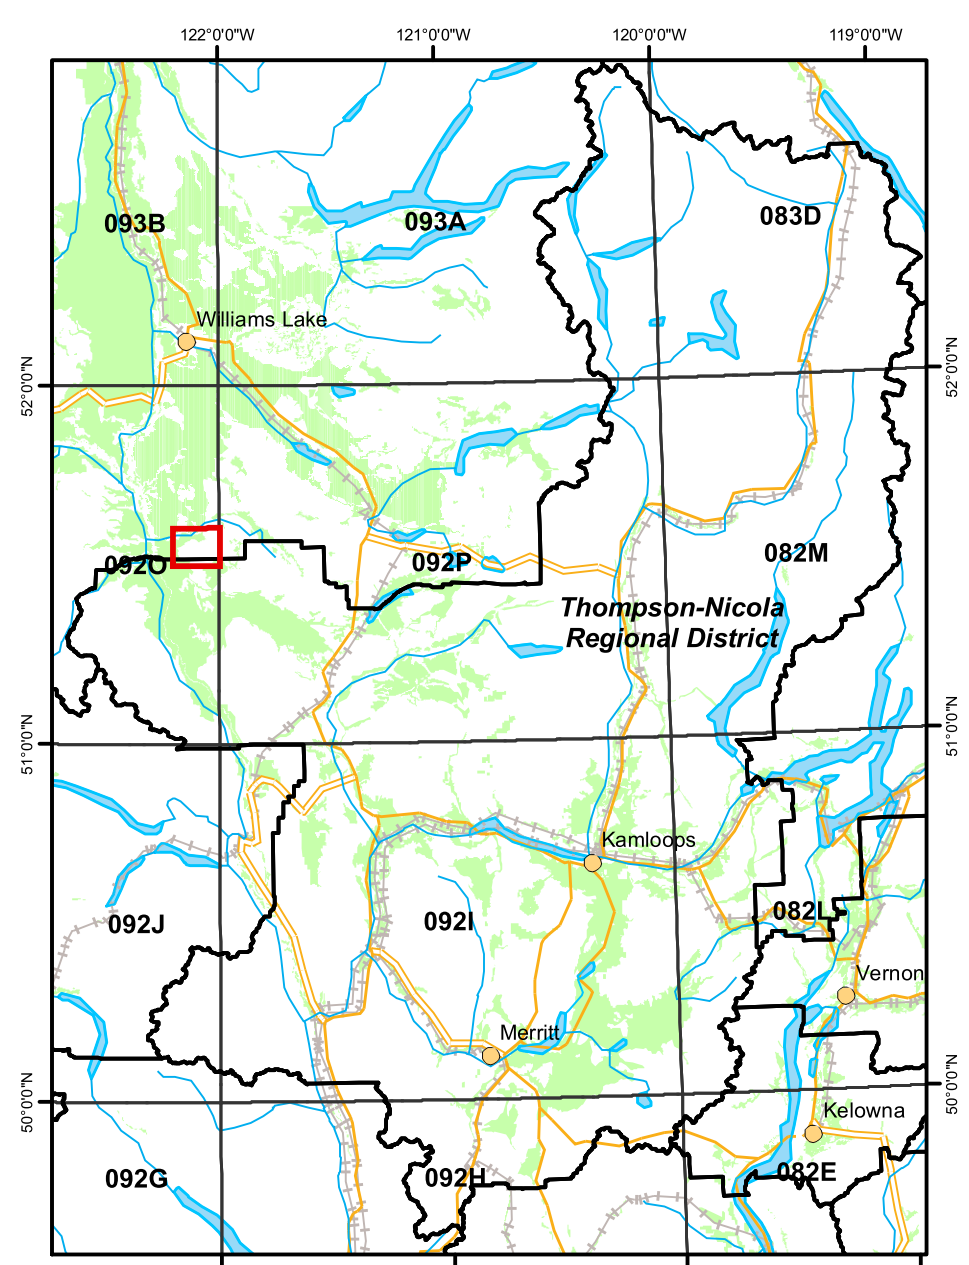 122°0'0"W
121°0'0"W
120°0'0"W
119°0'0"W
093B
093A
083D
Williams Lake
52°0'0"N
52°0'0"N
092O
092P
082M
Thompson-Nicola
Regional District
51°0'0"N
51°0'0"N
Kamloops
092J
092I
082L
Vernon
Merritt
50°0'0"N
50°0'0"N
Kelowna
092G
092H
082E